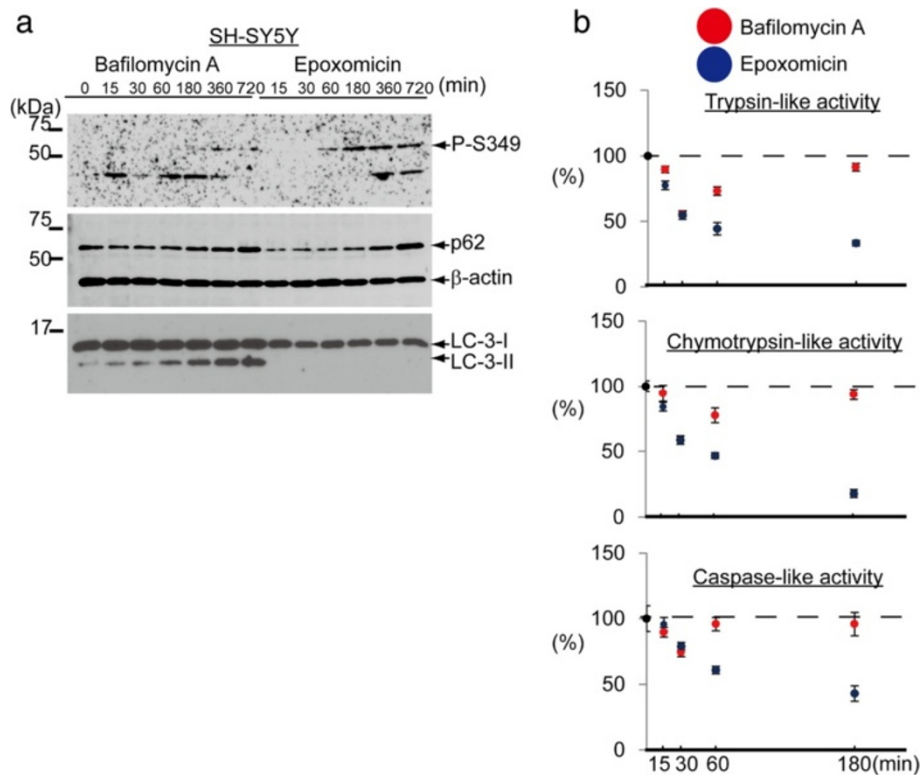 a
SH-SY5Y
Bafilomycin A Epoxomicin
0 15 30 60 180 360 720 15 30 60 180 360 720 (min)
(kDa)
75
50
P-S349
75
50
p62
β-actin
17
LC-3-I
LC-3-II
b
Bafilomycin A
Epoxomicin
Trypsin-like activity
150
100
(%)
50
0
Chymotrypsin-like activity
150
100
(%)
50
0
Caspase-like activity
150
100
(%)
50
0
15 30 60 180(min)